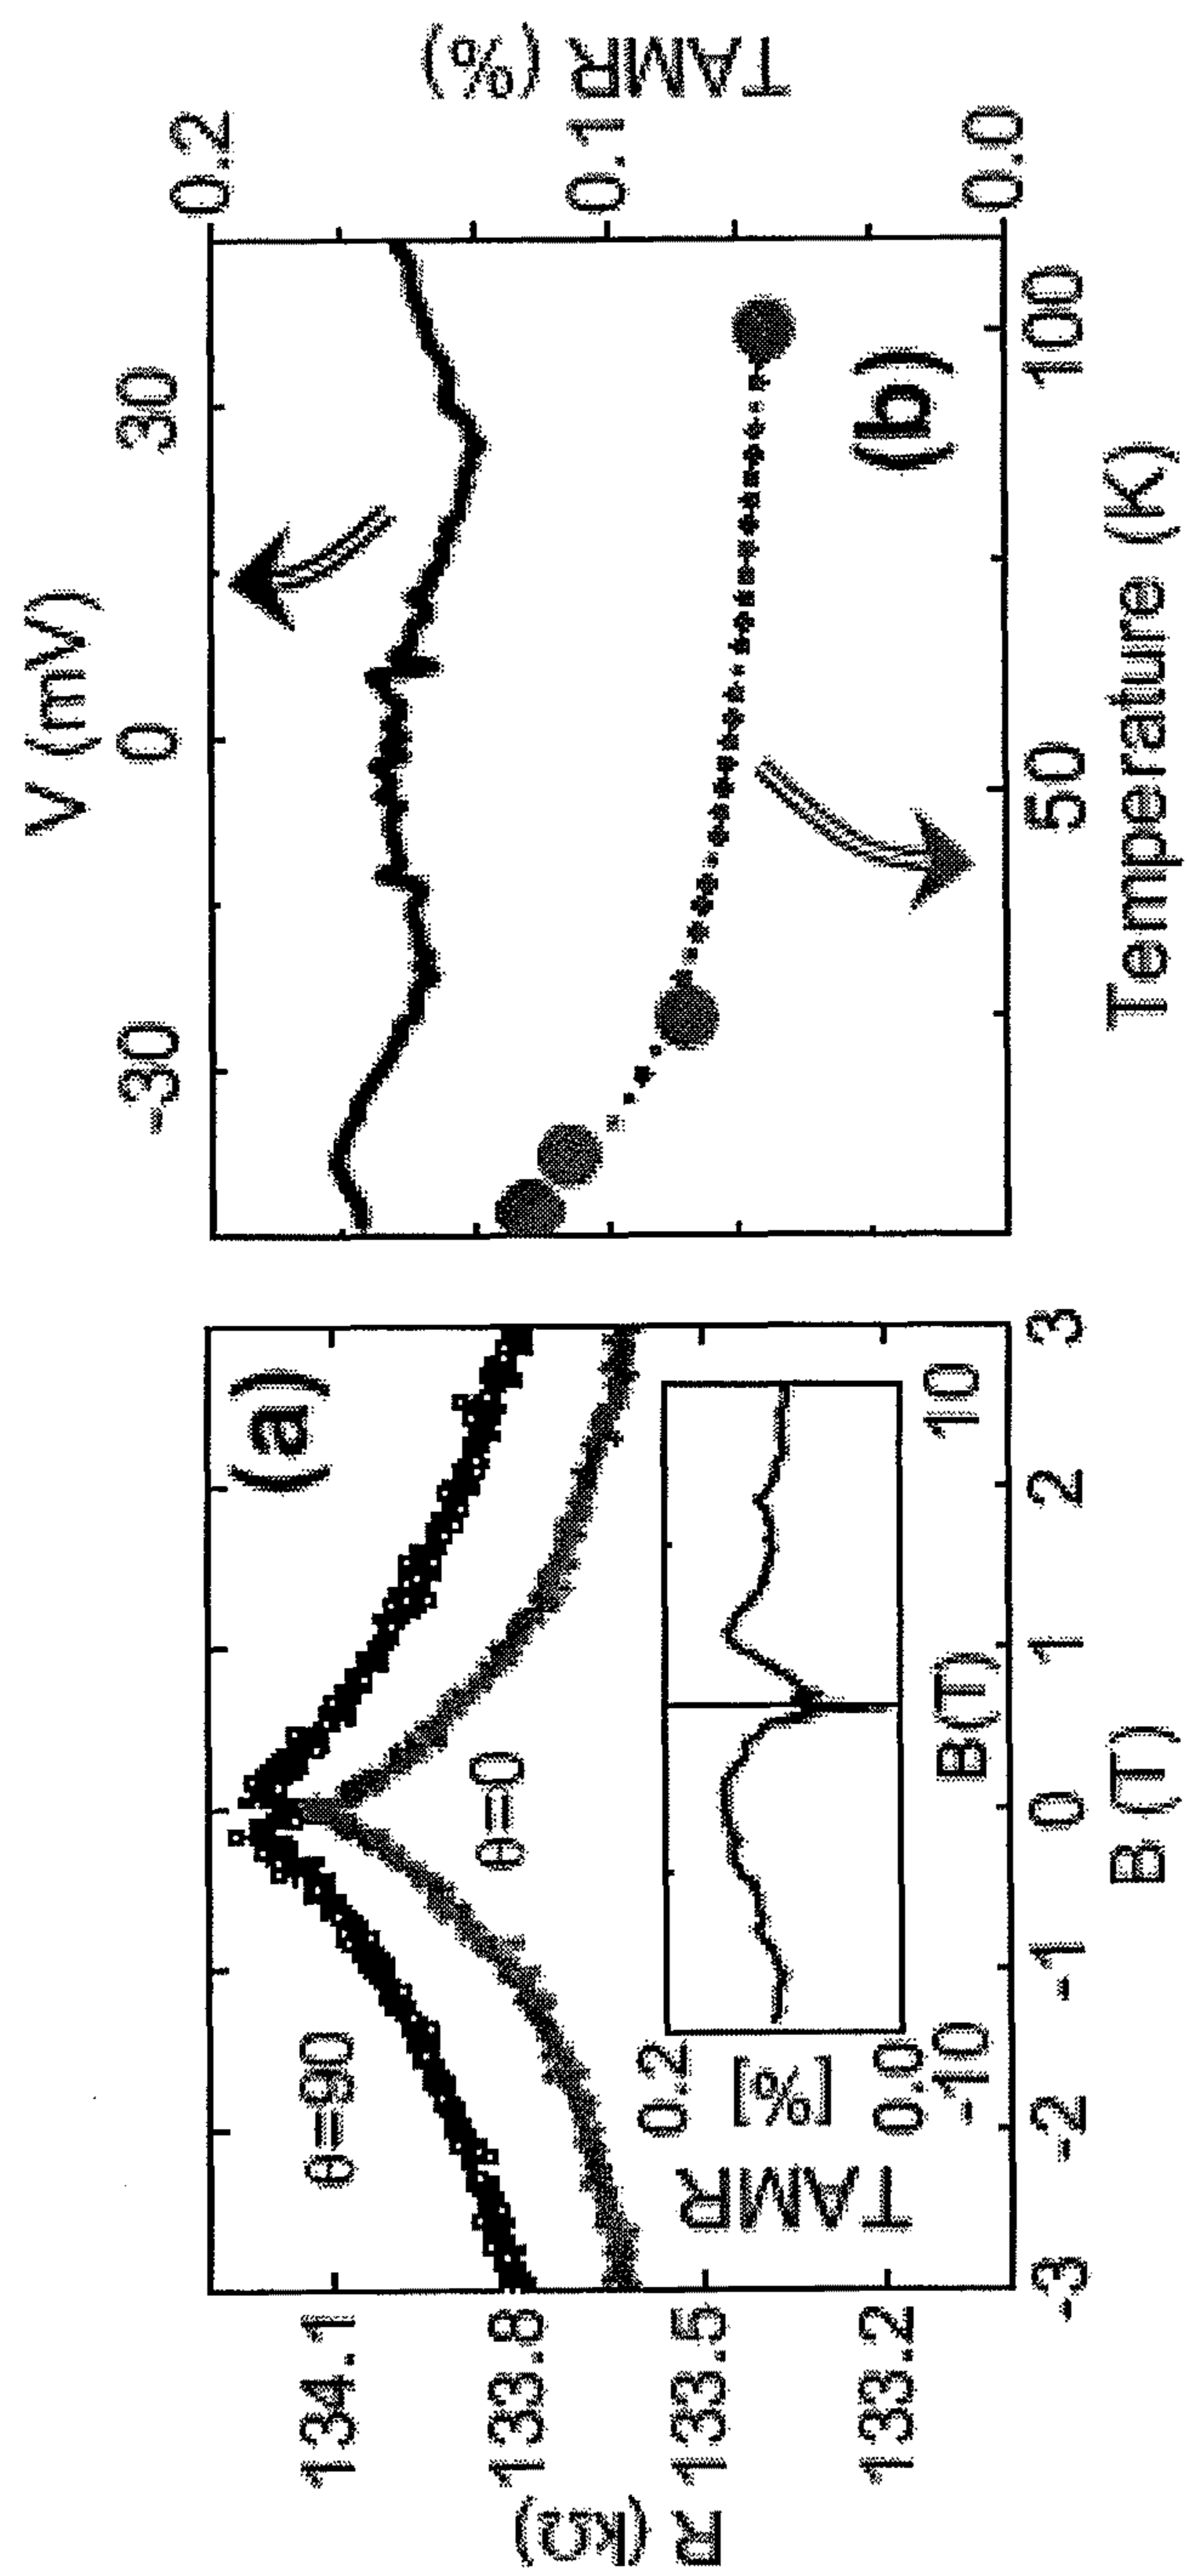 (a)
θ=90
θ=0
R (kΩ)
134.1
133.8
133.5
133.2
TAMR
[%]
0.2
0.0
-10
10
B(T)
-3
-2
-1
0
1
2
3
B(T)
V (mV)
-30
0
30
(b)
TAMR (%)
0.2
0.1
0.0
50
100
Temperature (K)